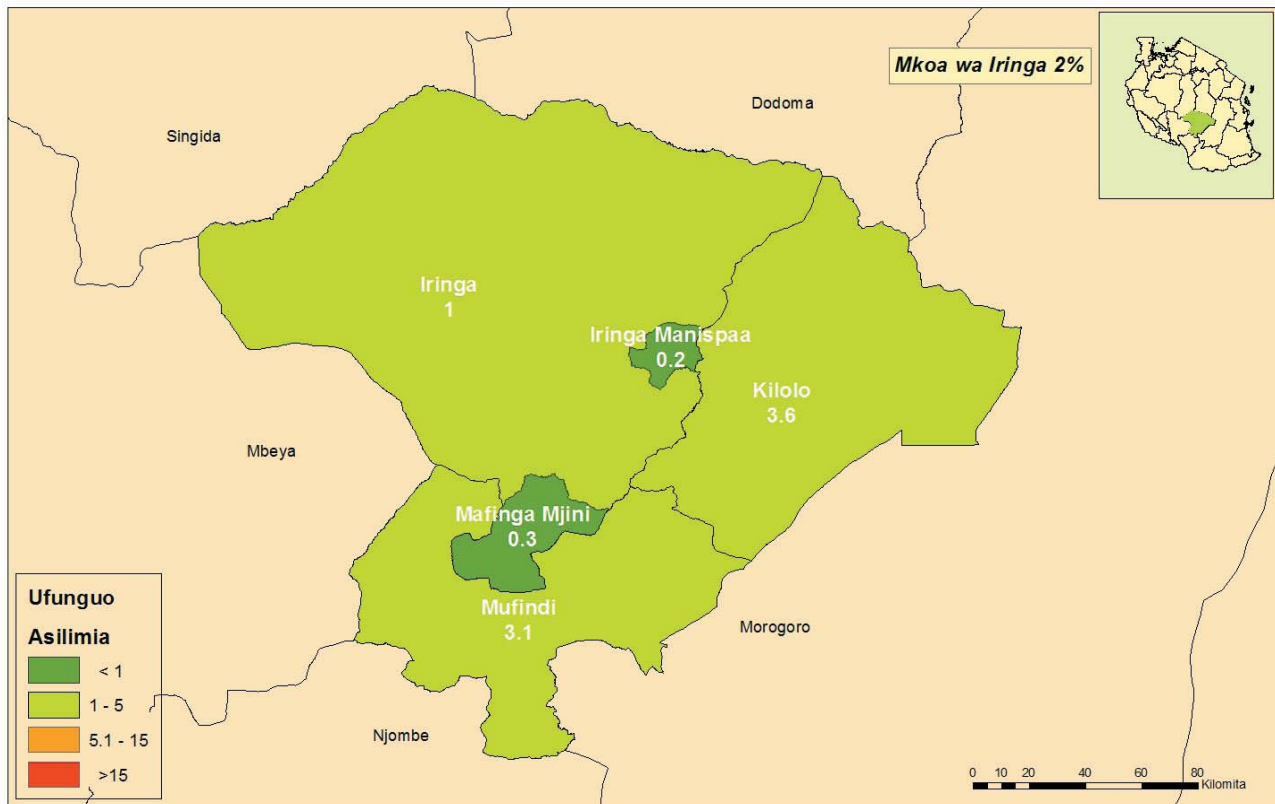 Mkoa wa Iringa 2%
Dodoma
Singida
Iringa
1
Iringa Manispaa
0.2
Kilolo
3.6
Mbeya
Mafinga Mjini
0.3
Mufindi
3.1
Morogoro
Njombe
Ufunguo
Asilimia
< 1
1 - 5
5.1 - 15
>15
0 10 20 40 60 80
Kilomita